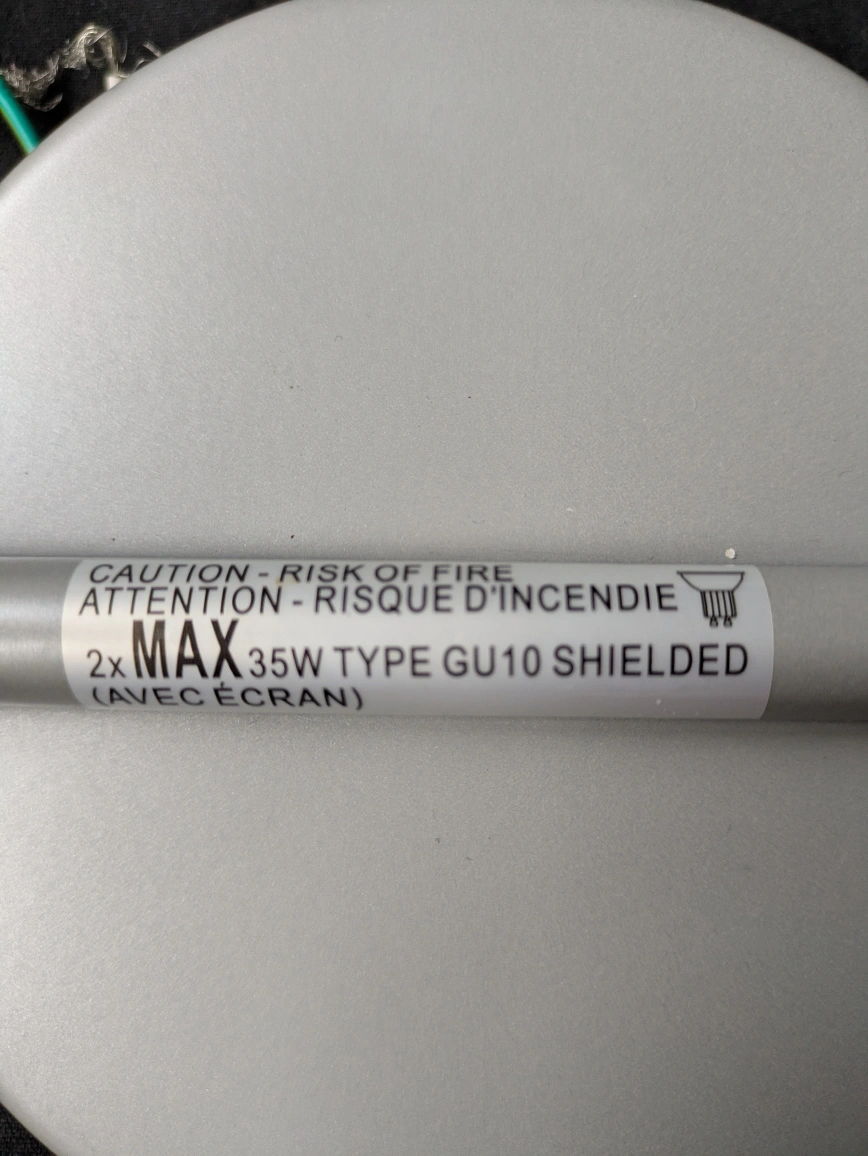 CAUTION - RISK OF FIRE
ATTENTION - RISQUE D'INCENDIE
2x MAX 35W TYPE GU10 SHIELDED
(AVEC ÉCRAN)